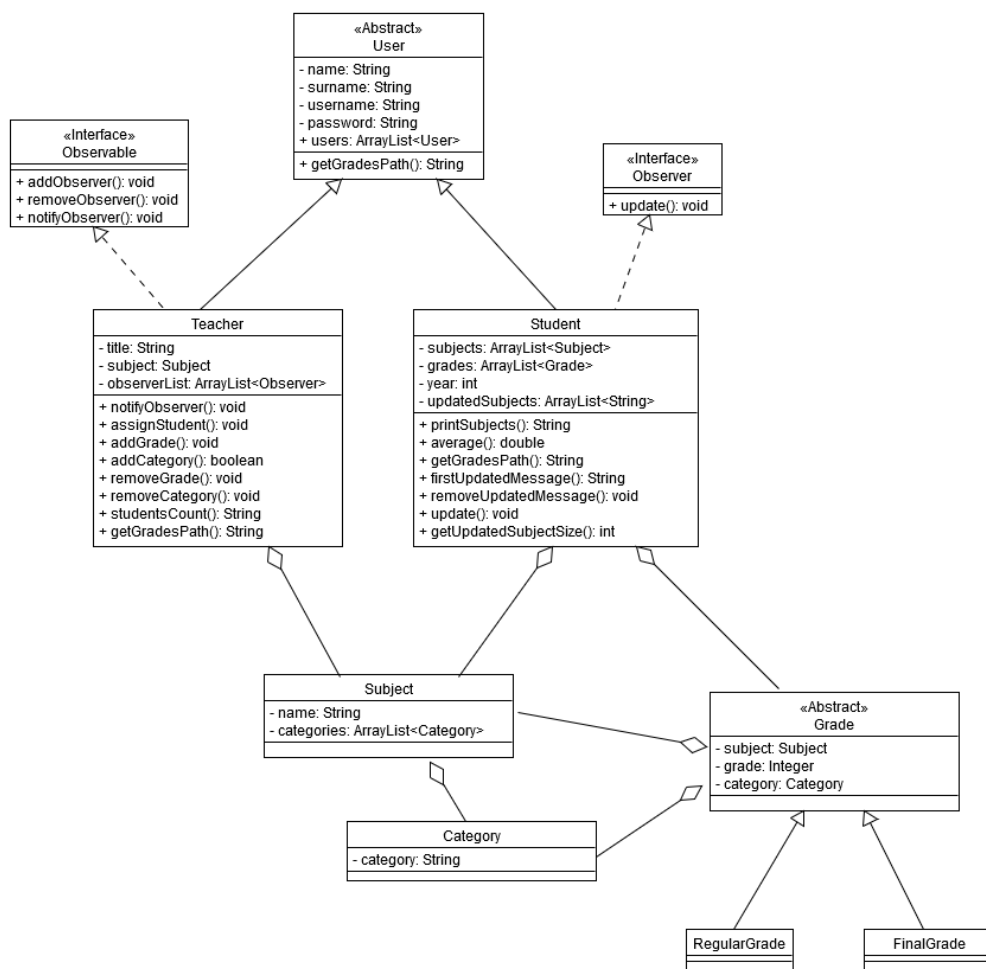 «Abstract»
User
- name: String
- surname: String
- username: String
- password: String
+ users: ArrayList<User>
+ getGradesPath(): String
«Interface»
Observable
+ addObserver(): void
+ removeObserver(): void
+ notifyObserver(): void
«Interface»
Observer
+ update(): void
Teacher
- title: String
- subject: Subject
- observerList: ArrayList<Observer>
+ notifyObserver(): void
+ assignStudent(): void
+ addGrade(): void
+ addCategory(): boolean
+ removeGrade(): void
+ removeCategory(): void
+ studentsCount(): String
+ getGradesPath(): String
Student
- subjects: ArrayList<Subject>
- grades: ArrayList<Grade>
- year: int
- updatedSubjects: ArrayList<String>
+ printSubjects(): String
+ average(): double
+ getGradesPath(): String
+ firstUpdatedMessage(): String
+ removeUpdatedMessage(): void
+ update(): void
+ getUpdatedSubjectSize(): int
Subject
- name: String
- categories: ArrayList<Category>
«Abstract»
Grade
- subject: Subject
- grade: Integer
- category: Category
Category
- category: String
RegularGrade
FinalGrade